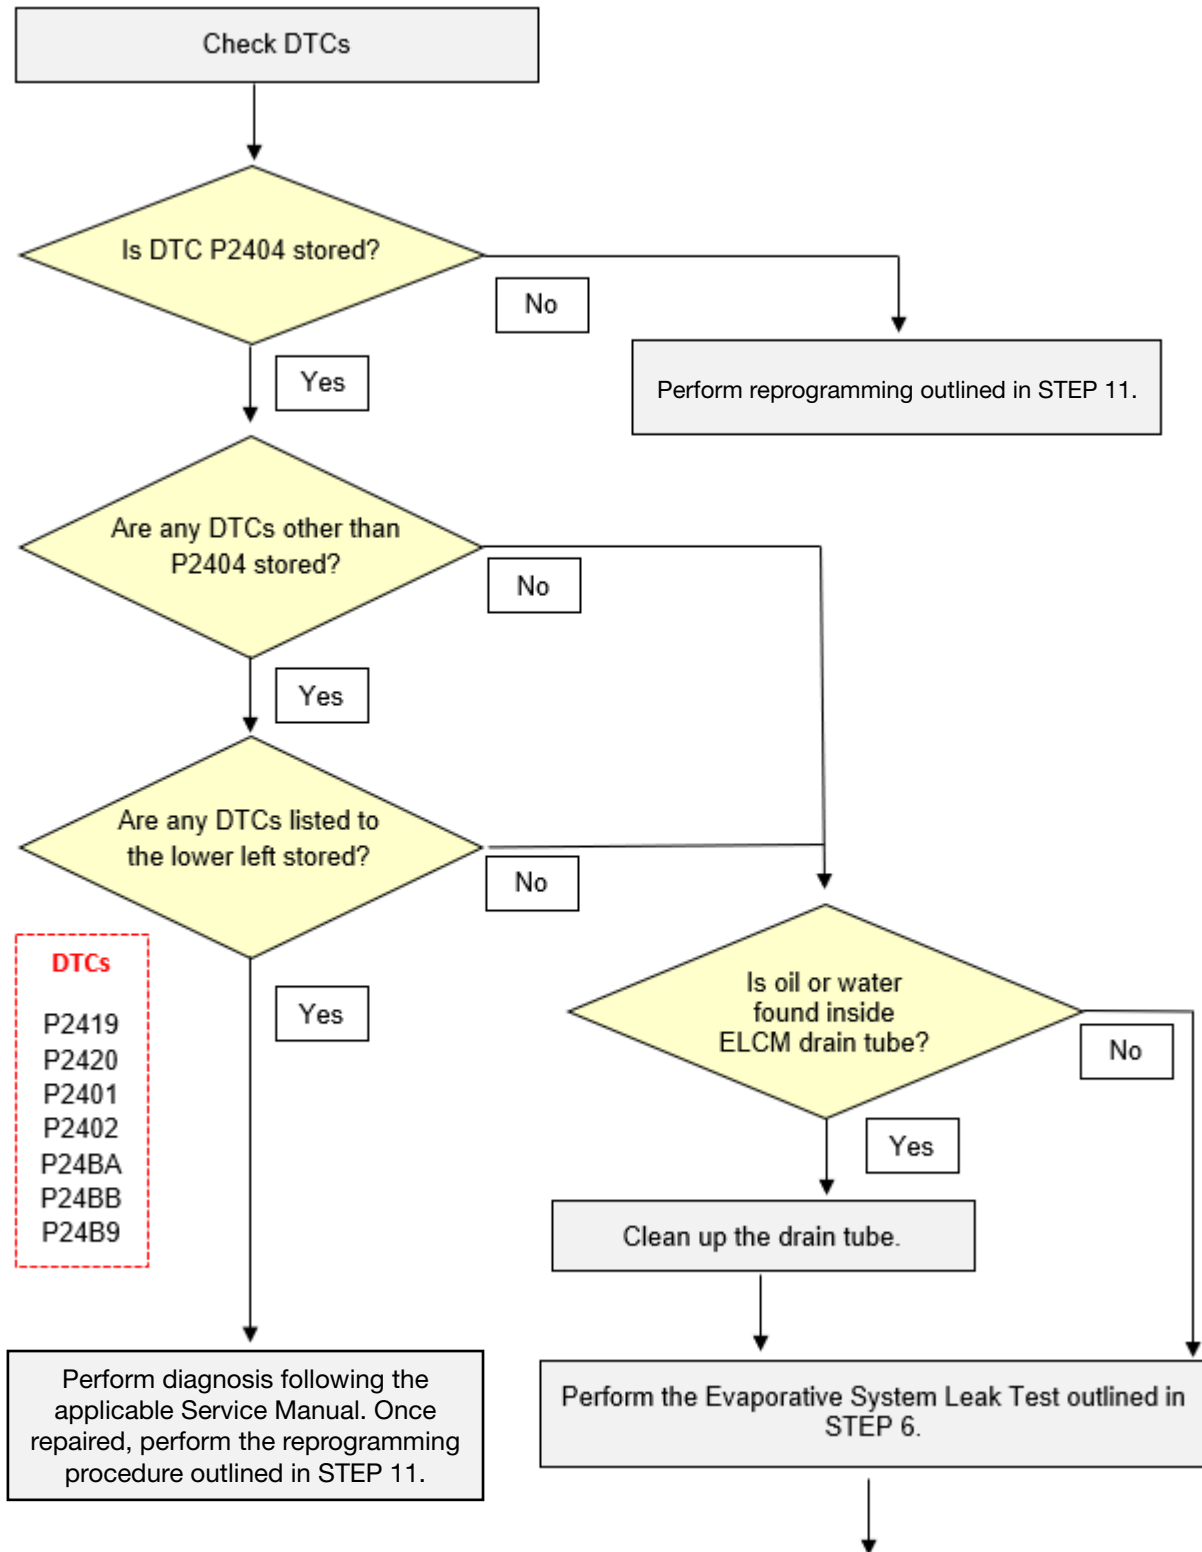 Check DTCs
Is DTC P2404 stored?
No
Yes
Perform reprogramming outlined in STEP 11.
Are any DTCs other than
P2404 stored?
No
Yes
Are any DTCs listed to
the lower left stored?
No
Yes
DTCs
P2419
P2420
P2401
P2402
P24BA
P24BB
P24B9
Is oil or water
found inside
ELCM drain tube?
No
Yes
Clean up the drain tube.
Perform diagnosis following the
applicable Service Manual. Once
repaired, perform the reprogramming
procedure outlined in STEP 11.
Perform the Evaporative System Leak Test outlined in
STEP 6.